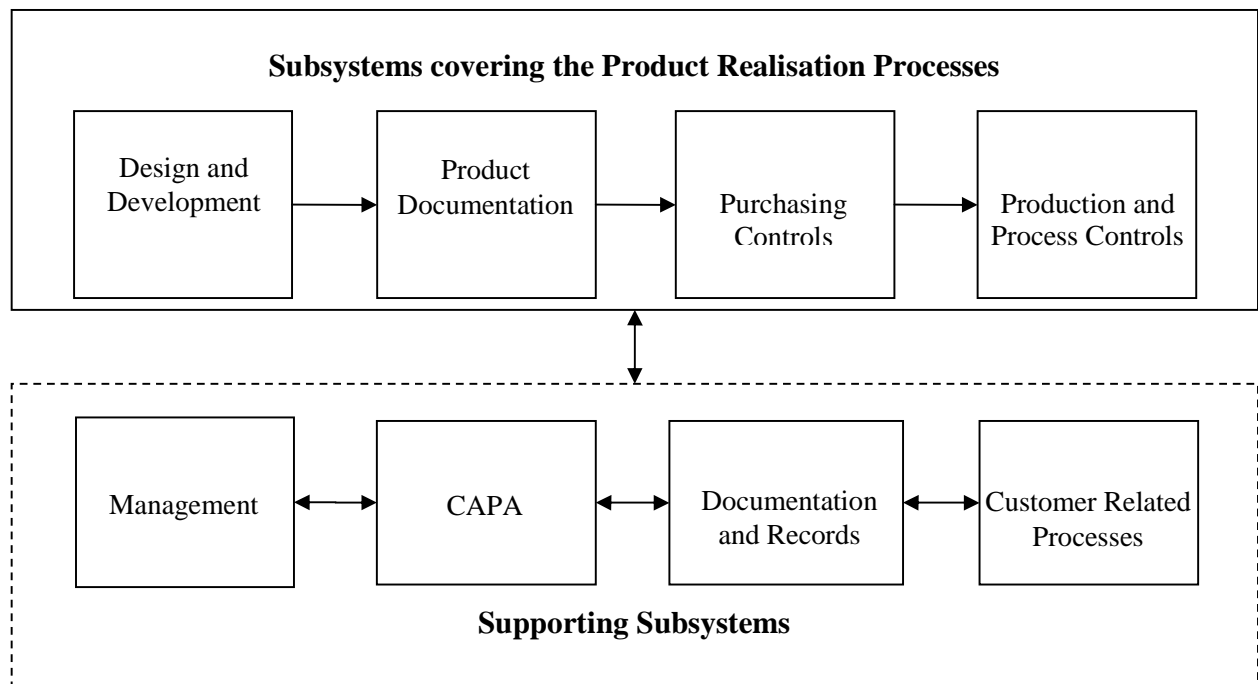 Subsystems covering the Product Realisation Processes
Design and
Development
Product
Documentation
Purchasing
Controls
Production and
Process Controls
Management
CAPA
Documentation
and Records
Customer Related
Processes
Supporting Subsystems